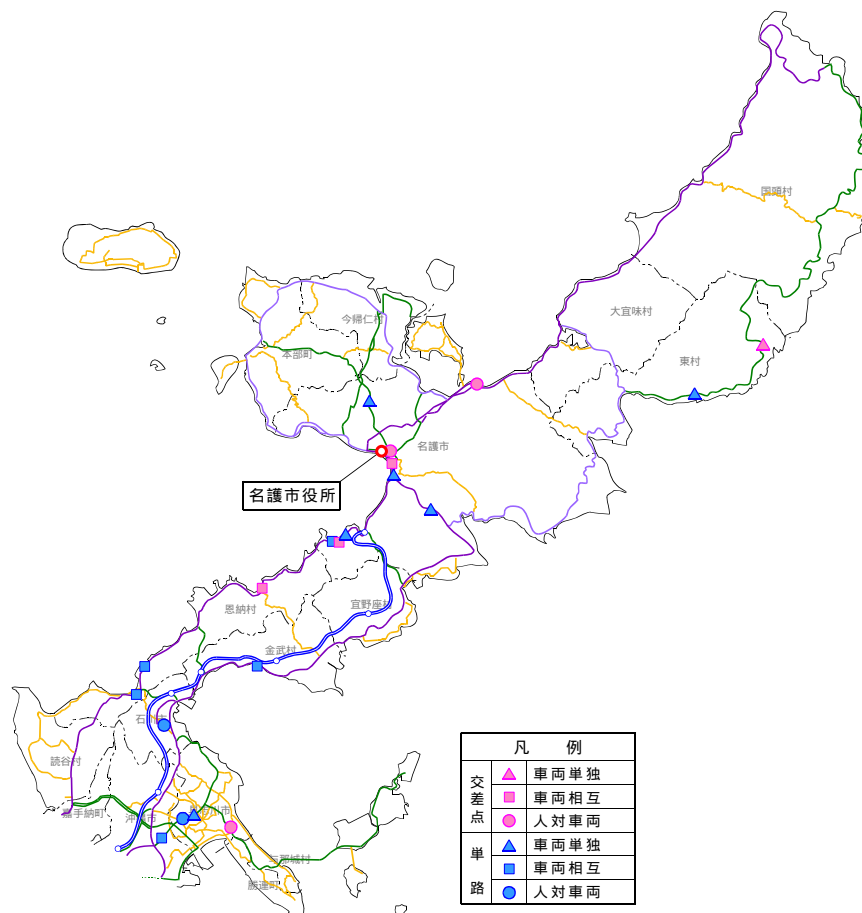 国頭村
大宜味村
今帰仁村
本部町
東村
名護市
名護市役所
恩納村
宜野座村
金武村
石川市
読谷村
嘉手納町
沖縄市
具志川市
与那城村
勝連町
凡 例
交差点
車両単独
車両相互
人対車両
単路
車両単独
車両相互
人対車両